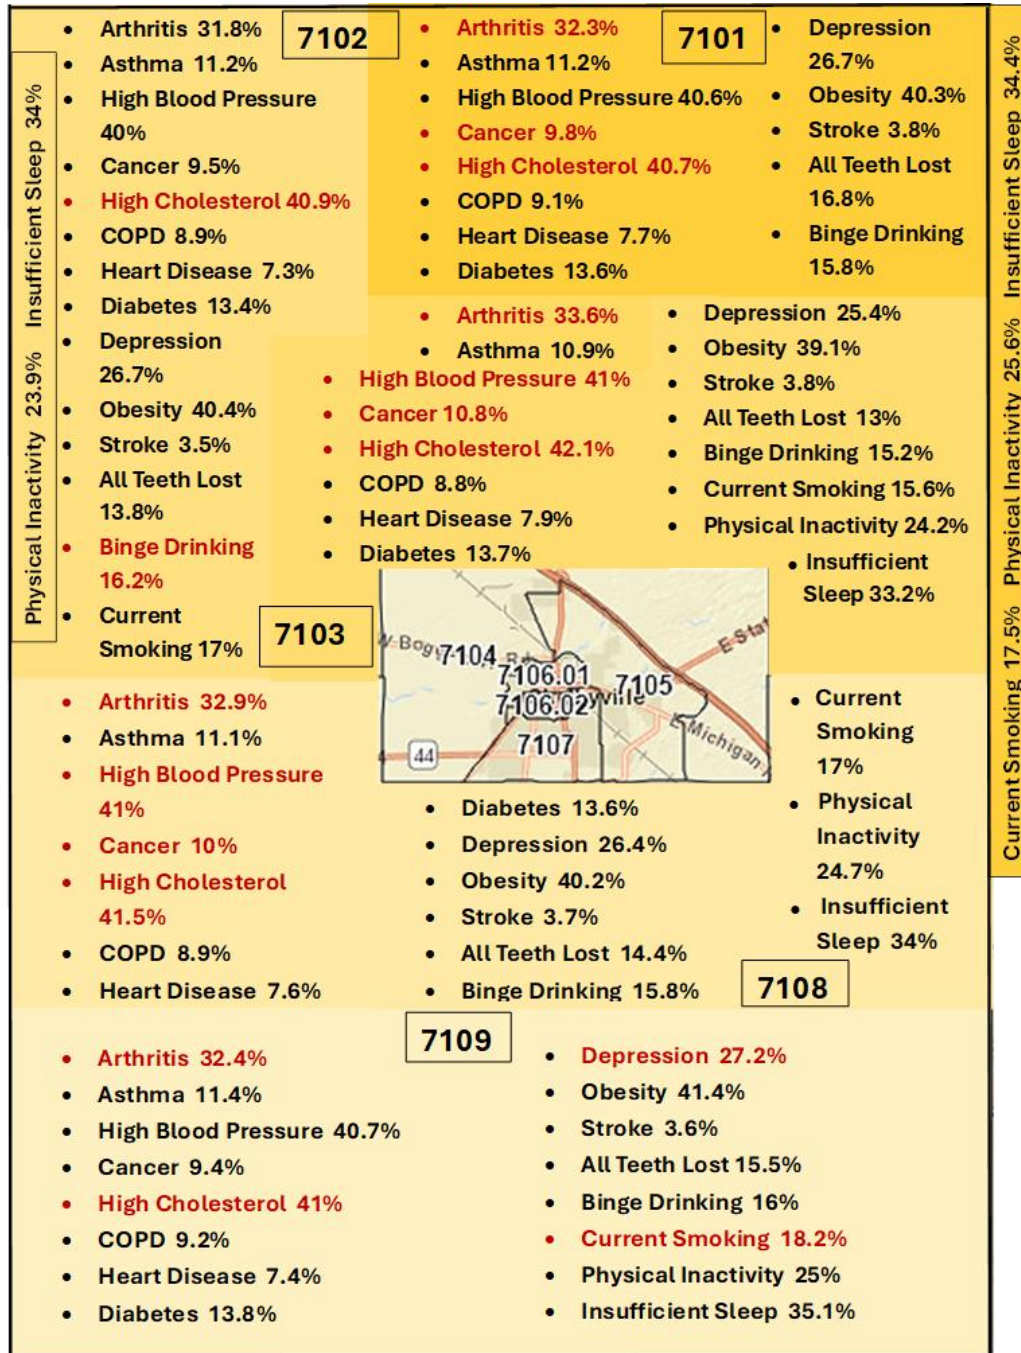 7102
• Arthritis 31.8%
• Asthma 11.2%
• High Blood Pressure
40%
• Cancer 9.5%
• High Cholesterol 40.9%
• COPD 8.9%
• Heart Disease 7.3%
• Diabetes 13.4%
• Depression
26.7%
• Obesity 40.4%
• Stroke 3.5%
• All Teeth Lost
13.8%
• Binge Drinking
16.2%
• Current
Smoking 17%
Physical Inactivity 23.9% Insufficient Sleep 34%
7101
• Arthritis 32.3%
• Asthma 11.2%
• High Blood Pressure 40.6%
• Cancer 9.8%
• High Cholesterol 40.7%
• COPD 9.1%
• Heart Disease 7.7%
• Diabetes 13.6%
• Depression
26.7%
• Obesity 40.3%
• Stroke 3.8%
• All Teeth Lost
16.8%
• Binge Drinking
15.8%
Current Smoking 17.5% Physical Inactivity 25.6% Insufficient Sleep 34.4%
• Arthritis 33.6%
• Asthma 10.9%
• High Blood Pressure 41%
• Cancer 10.8%
• High Cholesterol 42.1%
• COPD 8.8%
• Heart Disease 7.9%
• Diabetes 13.7%
• Depression 25.4%
• Obesity 39.1%
• Stroke 3.8%
• All Teeth Lost 13%
• Binge Drinking 15.2%
• Current Smoking 15.6%
• Physical Inactivity 24.2%
• Insufficient
Sleep 33.2%
7103
W Bog
7104
7106.01
7105
7106.02
yville
7107
44
E Stat
E Michigan
• Arthritis 32.9%
• Asthma 11.1%
• High Blood Pressure
41%
• Cancer 10%
• High Cholesterol
41.5%
• COPD 8.9%
• Heart Disease 7.6%
• Diabetes 13.6%
• Depression 26.4%
• Obesity 40.2%
• Stroke 3.7%
• All Teeth Lost 14.4%
• Binge Drinking 15.8%
• Current
Smoking
17%
• Physical
Inactivity
24.7%
• Insufficient
Sleep 34%
7108
7109
• Arthritis 32.4%
• Asthma 11.4%
• High Blood Pressure 40.7%
• Cancer 9.4%
• High Cholesterol 41%
• COPD 9.2%
• Heart Disease 7.4%
• Diabetes 13.8%
• Depression 27.2%
• Obesity 41.4%
• Stroke 3.6%
• All Teeth Lost 15.5%
• Binge Drinking 16%
• Current Smoking 18.2%
• Physical Inactivity 25%
• Insufficient Sleep 35.1%